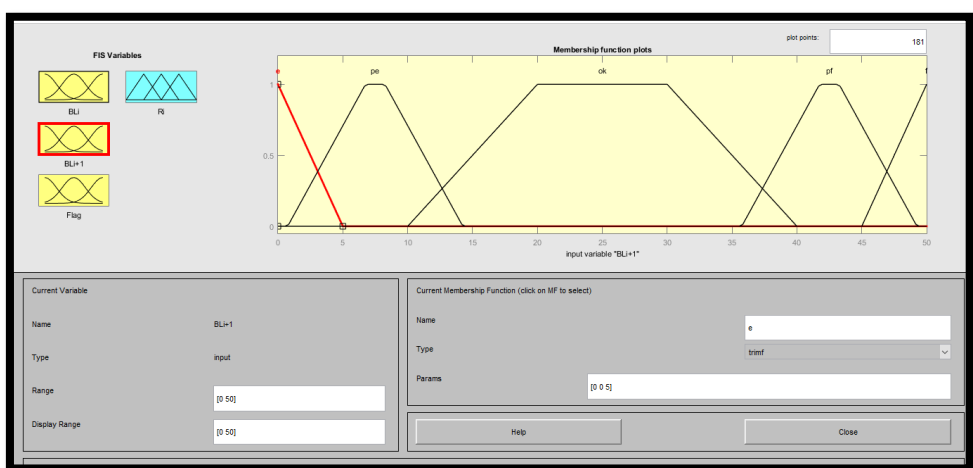 FIS Variables
BLi
Ri
BLi+1
Flag
plot points:
181
Membership function plots
e
pe
ok
pf
f
1
0.5
0
0 5 10 15 20 25 30 35 40 45 50
input variable "BLi+1"
Current Variable
Name BLi+1
Type input
Range [0 50]
Display Range [0 50]
Current Membership Function (click on MF to select)
Name e
Type trimf
Params [0 0 5]
Help
Close